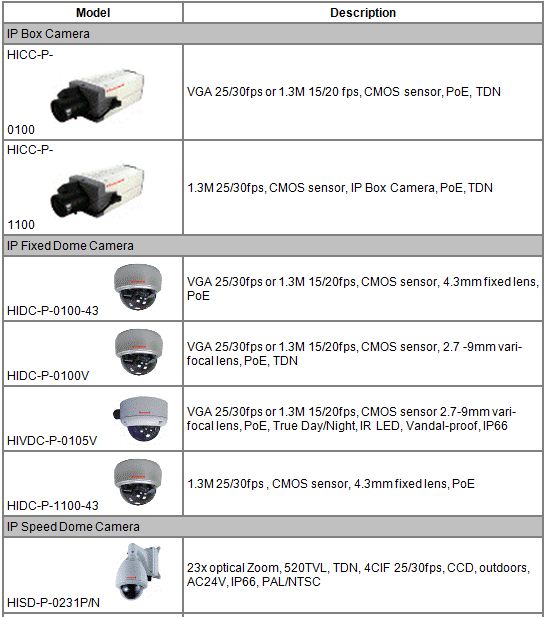 Model Description
IP Box Camera
HICC-P-
0100
VGA 25/30fps or 1.3M 15/20 fps, CMOS sensor, PoE, TDN
HICC-P-
1100
1.3M 25/30fps, CMOS sensor, IP Box Camera, PoE, TDN
IP Fixed Dome Camera
HIDC-P-0100-43
VGA 25/30fps or 1.3M 15/20fps, CMOS sensor, 4.3mm fixed lens,
PoE
HIDC-P-0100V
VGA 25/30fps or 1.3M 15/20fps, CMOS sensor, 2.7 -9mm vari-
focal lens, PoE, TDN
HIVDC-P-0105V
VGA 25/30fps or 1.3M 15/20fps, CMOS sensor 2.7-9mm vari-
focal lens, PoE, True Day/Night, IR LED, Vandal-proof, IP66
HIDC-P-1100-43
1.3M 25/30fps , CMOS sensor, 4.3mm fixed lens, PoE
IP Speed Dome Camera
HISD-P-0231P/N
23x optical Zoom, 520TVL, TDN, 4CIF 25/30fps, CCD, outdoors,
AC24V, IP66, PAL/NTSC